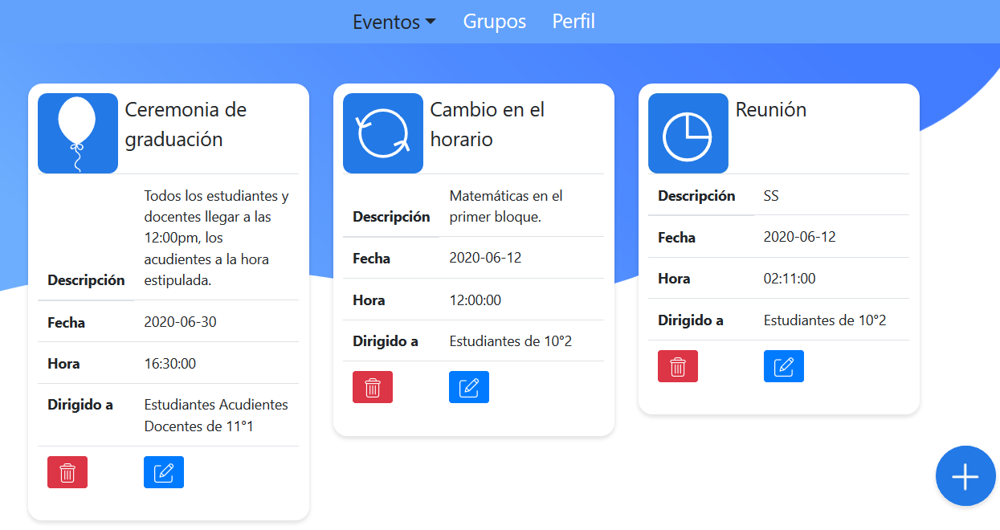 Eventos Grupos Perfil
Ceremonia de
graduación
Todos los estudiantes y
docentes llegar a las
12:00pm, los
acudientes a la hora
Descripción estipulada.
Fecha 2020-06-30
Hora 16:30:00
Dirigido a Estudiantes Acudientes
Docentes de 11°1
Cambio en el
horario
Matemáticas en el
Descripción primer bloque.
Fecha 2020-06-12
Hora 12:00:00
Dirigido a Estudiantes de 10°2
Reunión
Descripción SS
Fecha 2020-06-12
Hora 02:11:00
Dirigido a Estudiantes de 10°2